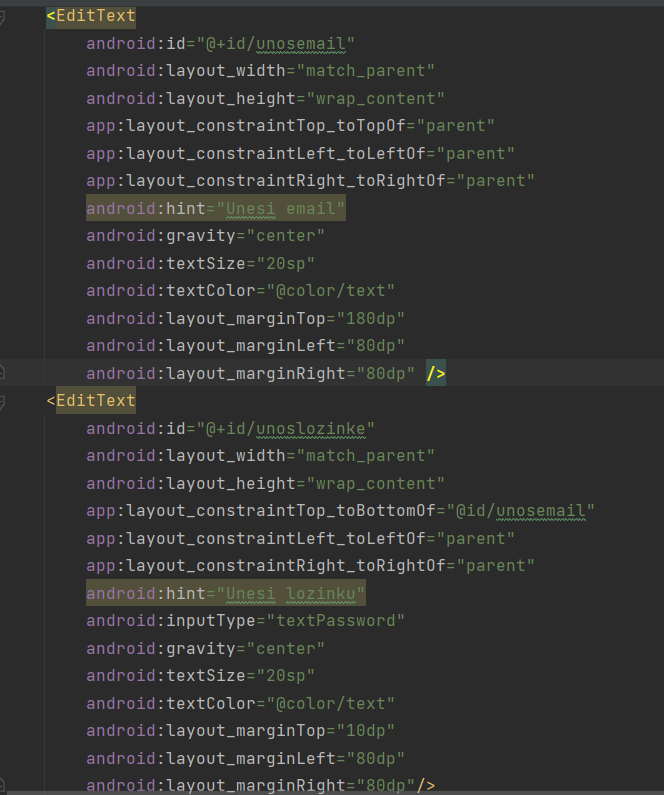 <EditText
android:id="@+id/unosemail"
android:layout_width="match_parent"
android:layout_height="wrap_content"
app:layout_constraintTop_toTopOf="parent"
app:layout_constraintLeft_toLeftOf="parent"
app:layout_constraintRight_toRightOf="parent"
android:hint="Unesi email"
android:gravity="center"
android:textSize="20sp"
android:textColor="@color/text"
android:layout_marginTop="180dp"
android:layout_marginLeft="80dp"
android:layout_marginRight="80dp" />
<EditText
android:id="@+id/unoslozinke"
android:layout_width="match_parent"
android:layout_height="wrap_content"
app:layout_constraintTop_toBottomOf="@id/unosemail"
app:layout_constraintLeft_toLeftOf="parent"
app:layout_constraintRight_toRightOf="parent"
android:hint="Unesi lozinku"
android:inputType="textPassword"
android:gravity="center"
android:textSize="20sp"
android:textColor="@color/text"
android:layout_marginTop="10dp"
android:layout_marginLeft="80dp"
android:layout_marginRight="80dp"/>